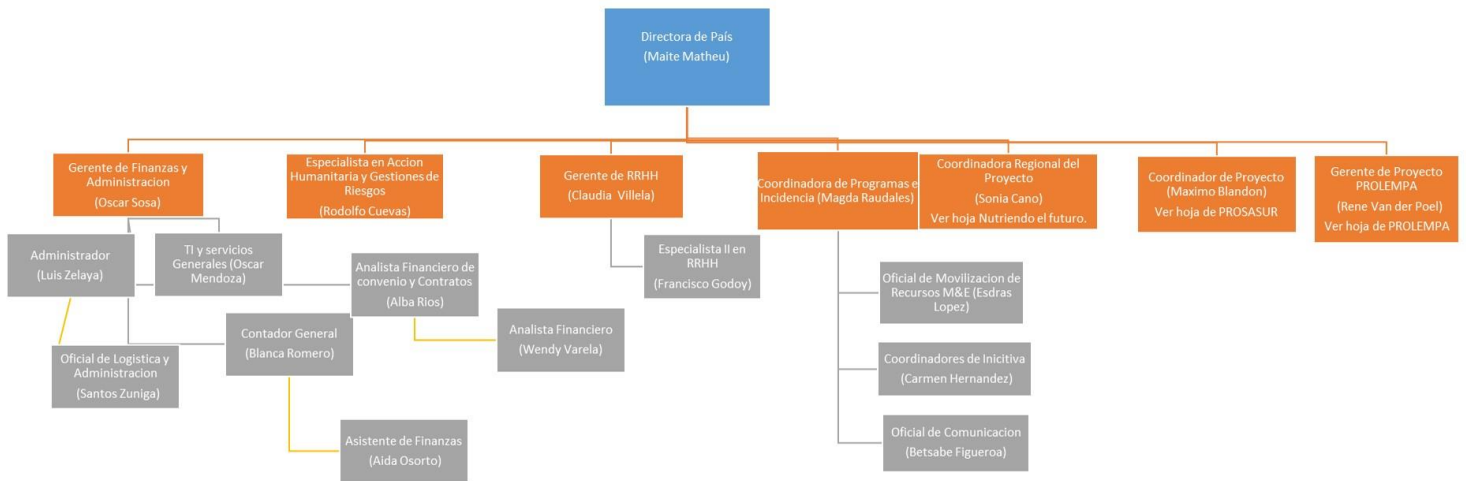 Directora de País
(Maite Matheu)
Gerente de Finanzas y
Administracion
(Oscar Sosa)
Especialista en Accion
Humanitaria y Gestiones de
Riesgos
(Rodolfo Cuevas)
Gerente de RRHH
(Claudia Villela)
Coordinadora de Programas e
Incidencia (Magda Raudales)
Coordinadora Regional del
Proyecto
(Sonia Cano)
Ver hoja Nutriendo el futuro.
Coordinador de Proyecto
(Maximo Blandon)
Ver hoja de PROSASUR
Gerente de Proyecto
PROLEMPA
(Rene Van der Poel)
Ver hoja de PROLEMPA
Administrador
(Luis Zelaya)
TI y servicios
Generales (Oscar
Mendoza)
Analista Financiero de
convenio y Contratos
(Alba Rios)
Especialista II en
RRHH
(Francisco Godoy)
Oficial de Movilizacion de
Recursos M&E (Esdras
Lopez)
Oficial de Logistica y
Administracion
(Santos Zuniga)
Contador General
(Blanca Romero)
Analista Financiero
(Wendy Varela)
Coordinadores de Inicitiva
(Carmen Hernandez)
Asistente de Finanzas
(Aida Osorto)
Oficial de Comunicacion
(Betsabe Figueroa)